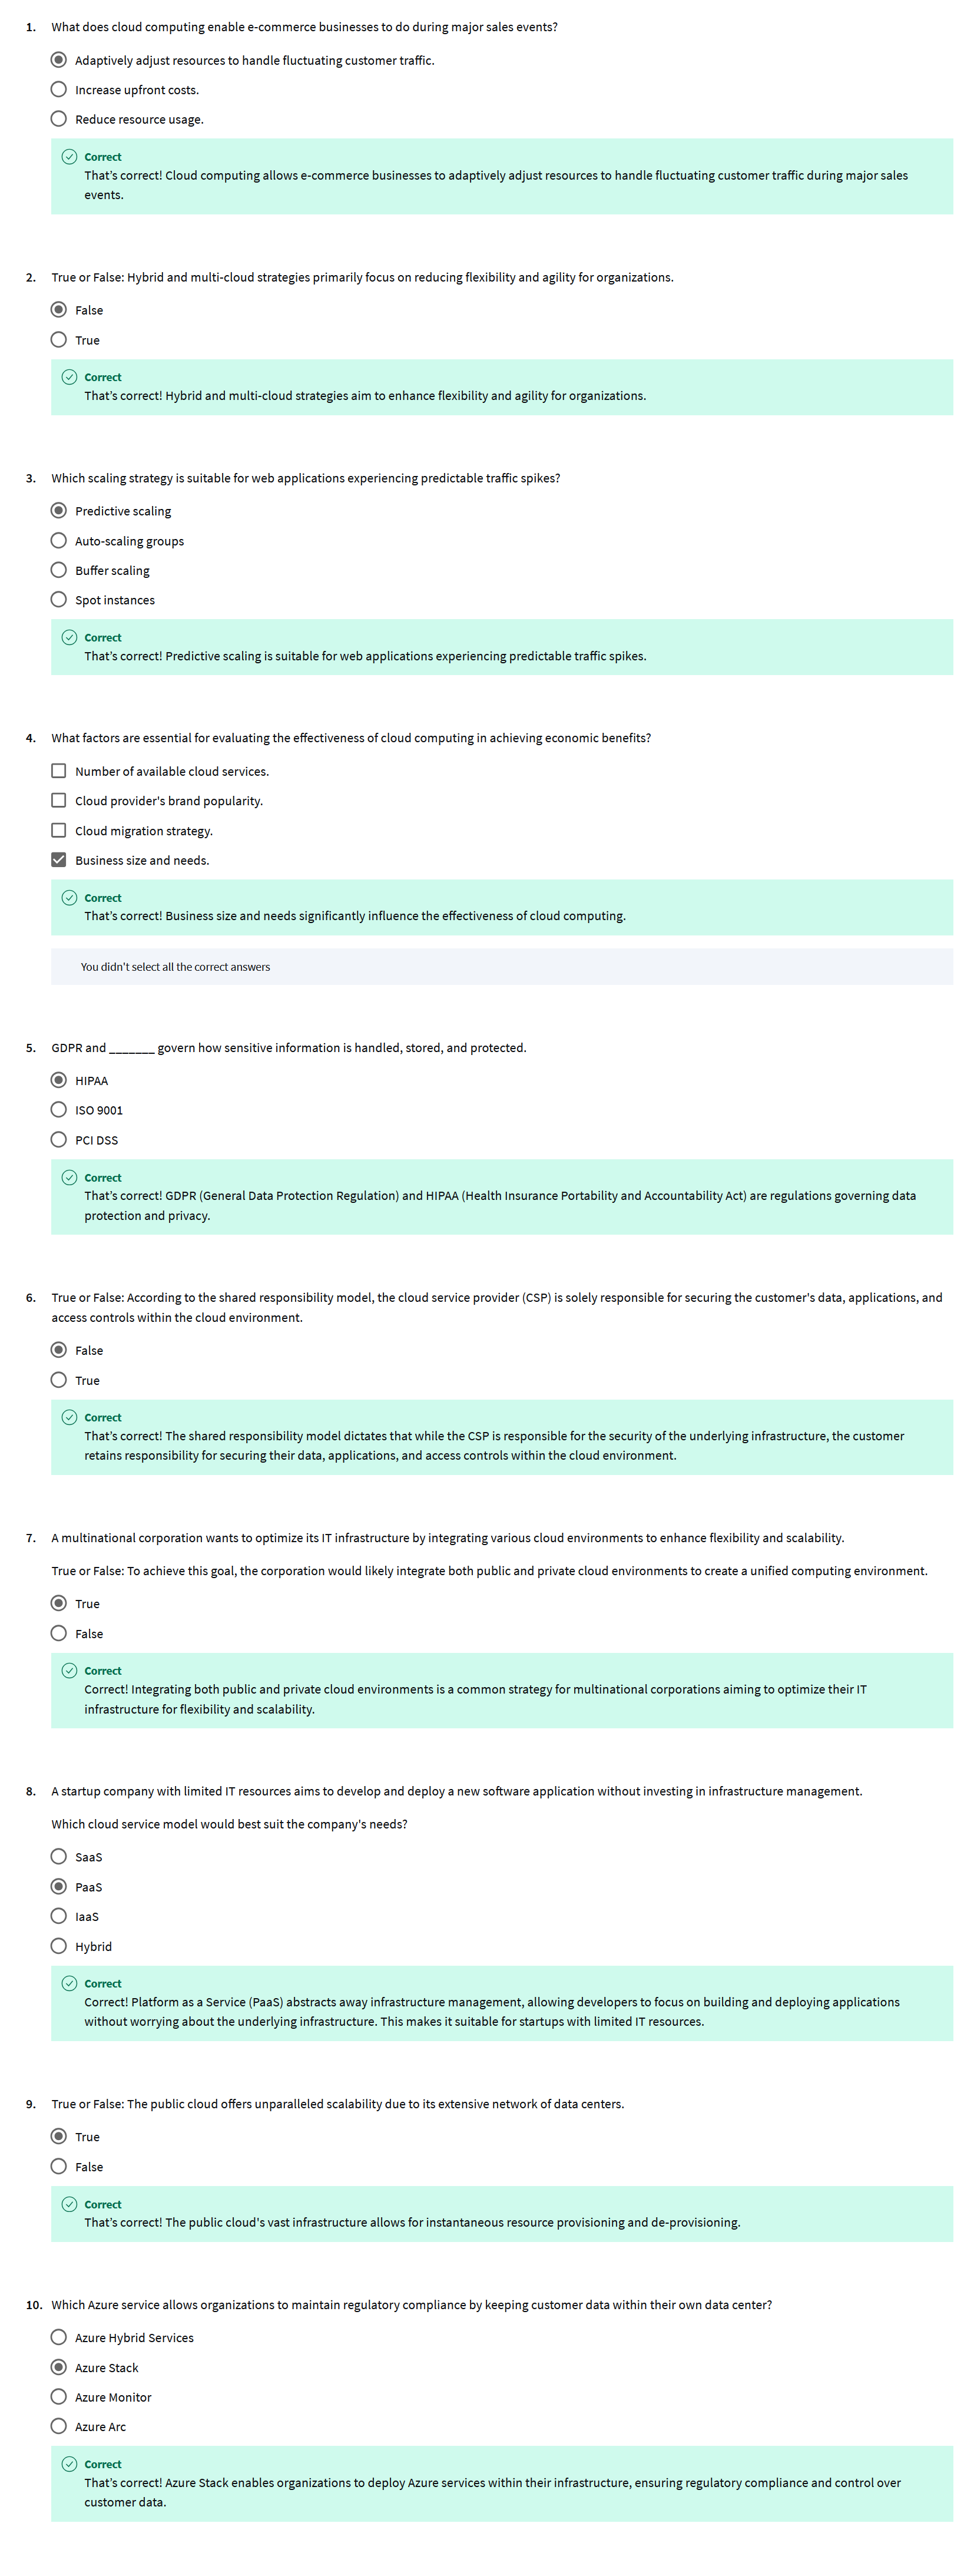 1. What does cloud computing enable e-commerce businesses to do during major sales events?
Adaptively adjust resources to handle fluctuating customer traffic.
Increase upfront costs.
Reduce resource usage.
Correct
That's correct! Cloud computing allows e-commerce businesses to adaptively adjust resources to handle fluctuating customer traffic during major sales
events.
2. True or False: Hybrid and multi-cloud strategies primarily focus on reducing flexibility and agility for organizations.
False
True
Correct
That's correct! Hybrid and multi-cloud strategies aim to enhance flexibility and agility for organizations.
3. Which scaling strategy is suitable for web applications experiencing predictable traffic spikes?
Predictive scaling
Auto-scaling groups
Buffer scaling
Spot instances
Correct
That's correct! Predictive scaling is suitable for web applications experiencing predictable traffic spikes.
4. What factors are essential for evaluating the effectiveness of cloud computing in achieving economic benefits?
Number of available cloud services.
Cloud provider's brand popularity.
Cloud migration strategy.
Business size and needs.
Correct
That's correct! Business size and needs significantly influence the effectiveness of cloud computing.
You didn't select all the correct answers
5. GDPR and _______ govern how sensitive information is handled, stored, and protected.
HIPAA
ISO 9001
PCI DSS
Correct
That's correct! GDPR (General Data Protection Regulation) and HIPAA (Health Insurance Portability and Accountability Act) are regulations governing data
protection and privacy.
6. True or False: According to the shared responsibility model, the cloud service provider (CSP) is solely responsible for securing the customer's data, applications, and
access controls within the cloud environment.
False
True
Correct
That's correct! The shared responsibility model dictates that while the CSP is responsible for the security of the underlying infrastructure, the customer
retains responsibility for securing their data, applications, and access controls within the cloud environment.
7. A multinational corporation wants to optimize its IT infrastructure by integrating various cloud environments to enhance flexibility and scalability.
True or False: To achieve this goal, the corporation would likely integrate both public and private cloud environments to create a unified computing environment.
True
False
Correct
Correct! Integrating both public and private cloud environments is a common strategy for multinational corporations aiming to optimize their IT
infrastructure for flexibility and scalability.
8. A startup company with limited IT resources aims to develop and deploy a new software application without investing in infrastructure management.
Which cloud service model would best suit the company's needs?
SaaS
PaaS
IaaS
Hybrid
Correct
Correct! Platform as a Service (PaaS) abstracts away infrastructure management, allowing developers to focus on building and deploying applications
without worrying about the underlying infrastructure. This makes it suitable for startups with limited IT resources.
9. True or False: The public cloud offers unparalleled scalability due to its extensive network of data centers.
True
False
Correct
That's correct! The public cloud's vast infrastructure allows for instantaneous resource provisioning and de-provisioning.
10. Which Azure service allows organizations to maintain regulatory compliance by keeping customer data within their own data center?
Azure Hybrid Services
Azure Stack
Azure Monitor
Azure Arc
Correct
That's correct! Azure Stack enables organizations to deploy Azure services within their infrastructure, ensuring regulatory compliance and control over
customer data.